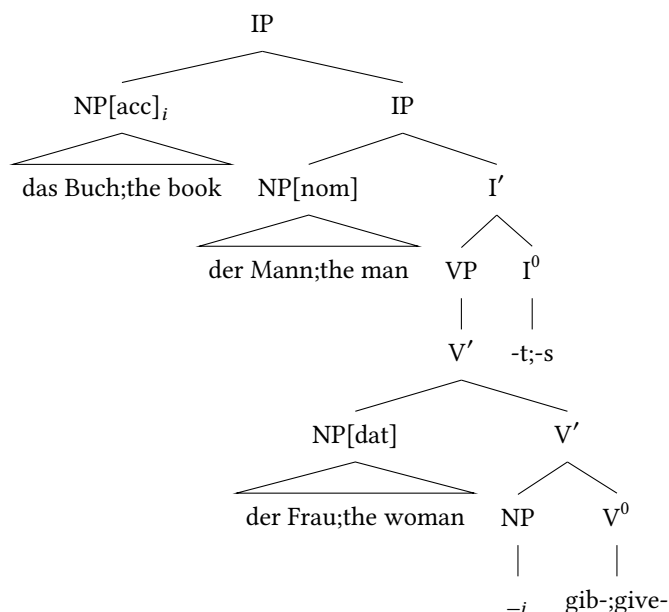 IP
NP[acc]ᵢ IP
das Buch;the book NP[nom] I′
der Mann;the man VP I⁰
V′ -t;-s
NP[dat] V′
der Frau;the woman NP V⁰
_ᵢ gib-;give-